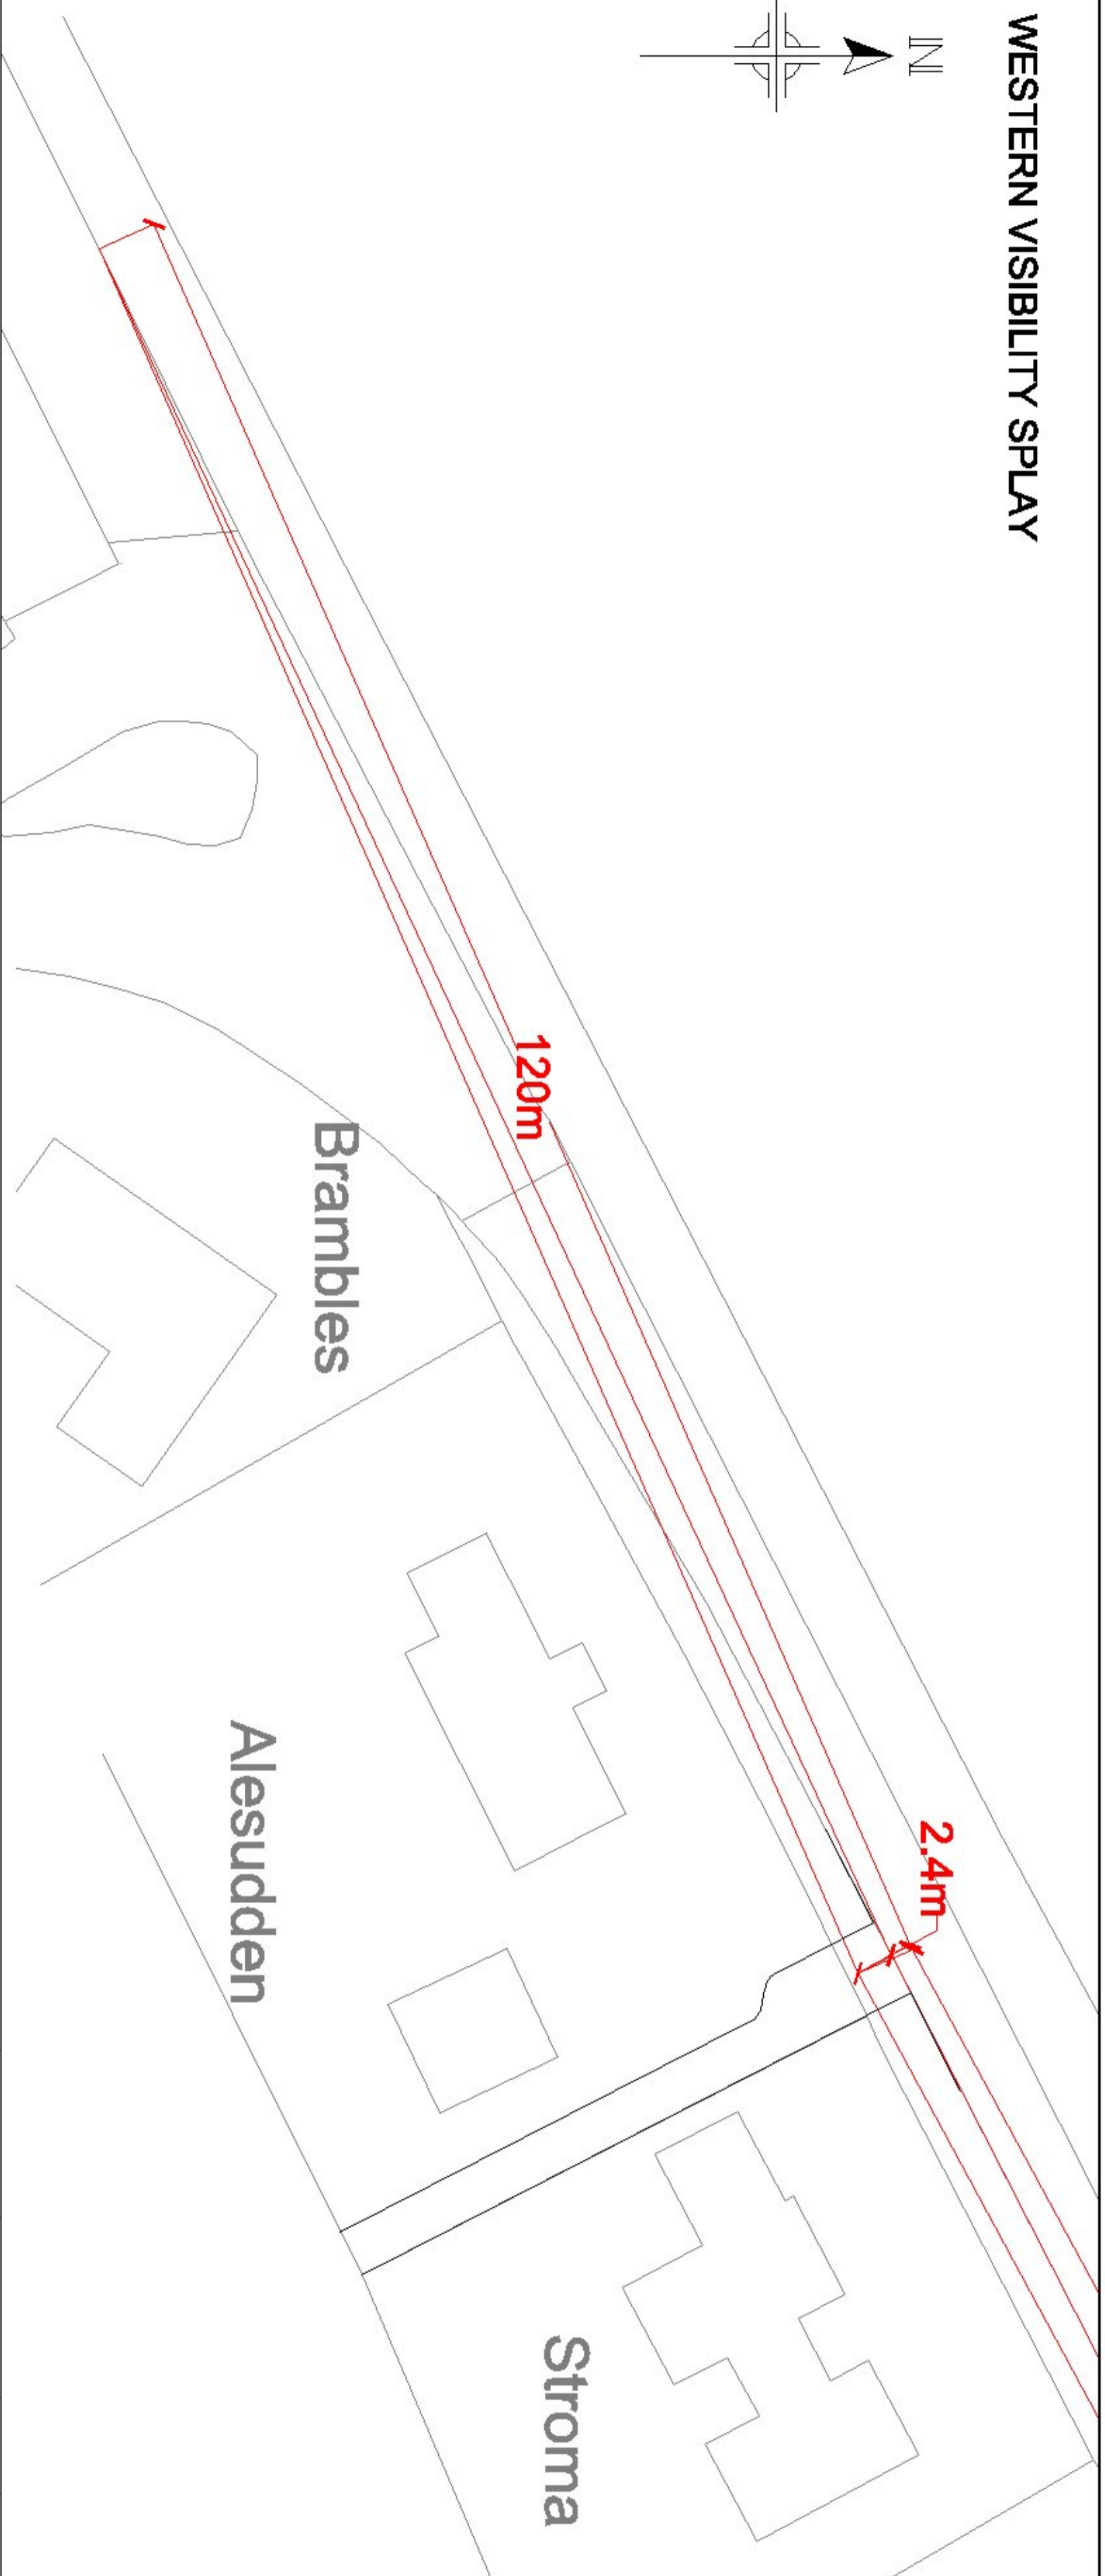 WESTERN VISIBILITY SPLAY
N
120m
2.4m
Brambles
Alesudden
Stroma